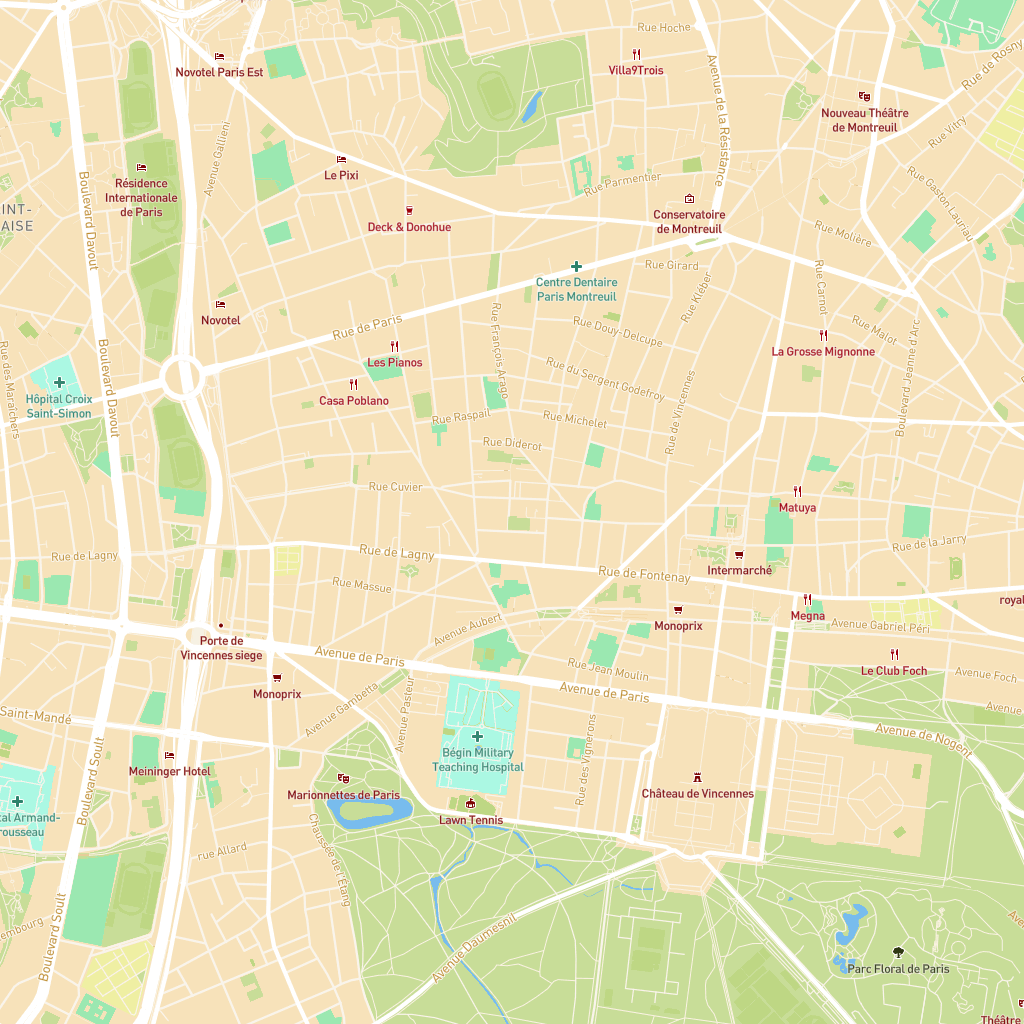 Rue Hoche
Avenue de la Résistance
Rue de Rosny
Novotel Paris Est
Villa9Trois
Nouveau Théâtre
de Montreuil
Rue Vitry
Avenue Gallieni
Boulevard Davout
Résidence
Internationale
de Paris
Le Pixi
Rue Parmentier
Rue Gaston Lauriau
Deck & Donohue
Conservatoire
de Montreuil
Rue Molière
Rue Girard
Centre Dentaire
Paris Montreuil
Rue Kléber
Rue Carnot
Novotel
Rue de Paris
Rue François Arago
Rue Douy-Delcupe
Rue Malot
La Grosse Mignonne
Boulevard Jeanne d'Arc
Rue des Maraîchers
Boulevard Davout
Les Pianos
Rue du Sergent Godefroy
Rue de Vincennes
Hôpital Croix
Saint-Simon
Casa Poblano
Rue Raspail
Rue Michelet
Rue Diderot
Rue Cuvier
Matuya
Rue de Lagny
Rue de Lagny
Rue de Fontenay
Intermarché
Rue de la Jarry
Rue Massue
Avenue Aubert
Monoprix
Megna
royal
Avenue Gabriel Péri
Porte de
Vincennes siege
Avenue de Paris
Rue Jean Moulin
Le Club Foch
Avenue Foch
Monoprix
Avenue Gambetta
Avenue Pasteur
Avenue de Paris
Avenue
Saint-Mandé
Avenue de Nogent
Boulevard Soult
Meininger Hotel
Bégin Military
Teaching Hospital
Rue des Vignerons
Château de Vincennes
Marionnettes de Paris
Lawn Tennis
tal Armand-
rousseau
rue Allard
Chaussée de l'Étang
Boulevard Soult
Avenue Daumesnil
Parc Floral de Paris
Théâtre